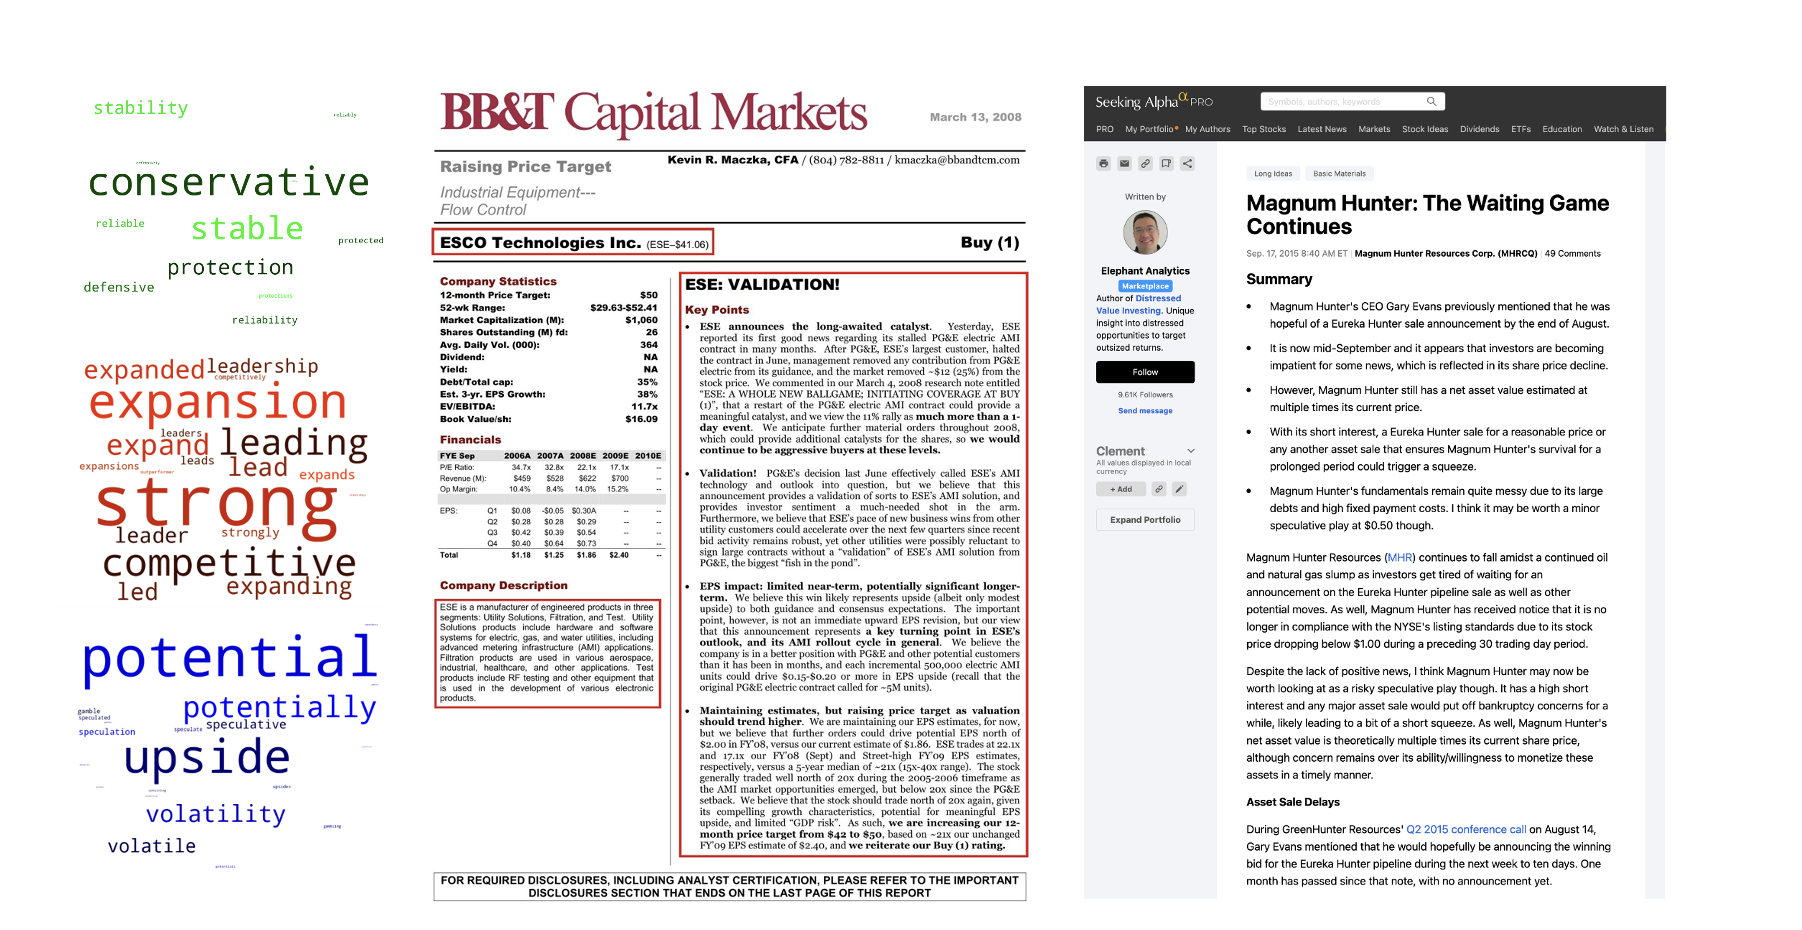 stability
reliably
conservative
reliable
stable
protected
protection
defensive
protections
reliability
expanded
leadership
competitively
expansion
leaders
expand
leading
expansions
leads
outperformer
lead
expands
strong
leader
strongly
competitive
led
expanding
potential
potentially
gamble
speculated
speculate
speculative
speculation
upside
upsides
volatility
gambling
volatile
potentials
BB&T Capital Markets
March 13, 2008
Raising Price Target
Kevin R. Maczka, CFA / (804) 782-8811 / kmaczka@bbandtcm.com
Industrial Equipment---
Flow Control
ESCO Technologies Inc. (ESE–$41.06)
Buy (1)
Company Statistics
12-month Price Target: $50
52-wk Range: $29.63-$52.41
Market Capitalization (M): $1,060
Shares Outstanding (M) fd: 26
Avg. Daily Vol. (000): 364
Dividend: NA
Yield: NA
Debt/Total cap: 35%
Est. 3-yr. EPS Growth: 38%
EV/EBITDA: 11.7x
Book Value/sh: $16.09
Financials
FYE Sep 2006A 2007A 2008E 2009E 2010E
P/E Ratio: 34.7x 32.8x 22.1x 17.1x --
Revenue (M): $459 $528 $622 $700 --
Op Margin: 10.4% 8.4% 14.0% 15.2% --
EPS: Q1 $0.08 -$0.05 $0.30A -- --
Q2 $0.28 $0.28 $0.29 -- --
Q3 $0.42 $0.39 $0.54 -- --
Q4 $0.40 $0.64 $0.73 -- --
Total $1.18 $1.25 $1.86 $2.40 --
Company Description
ESE is a manufacturer of engineered products in three
segments: Utility Solutions, Filtration, and Test. Utility
Solutions products include hardware and software
systems for electric, gas, and water utilities, including
advanced metering infrastructure (AMI) applications.
Filtration products are used in various aerospace,
industrial, healthcare, and other applications. Test
products include RF testing and other equipment that
is used in the development of various electronic
products.
ESE: VALIDATION!
Key Points
• ESE announces the long-awaited catalyst. Yesterday, ESE
reported its first good news regarding its stalled PG&E electric AMI
contract in many months. After PG&E, ESE's largest customer, halted
the contract in June, management removed any contribution from PG&E
electric from its guidance, and the market removed ~$12 (25%) from the
stock price. We commented in our March 4, 2008 research note entitled
"ESE: A WHOLE NEW BALLGAME; INITIATING COVERAGE AT BUY
(1)", that a restart of the PG&E electric AMI contract could provide a
meaningful catalyst, and we view the 11% rally as much more than a 1-
day event. We anticipate further material orders throughout 2008,
which could provide additional catalysts for the shares, so we would
continue to be aggressive buyers at these levels.
• Validation! PG&E's decision last June effectively called ESE's AMI
technology and outlook into question, but we believe that this
announcement provides a validation of sorts to ESE's AMI solution, and
provides investor sentiment a much-needed shot in the arm.
Furthermore, we believe that ESE's pace of new business wins from other
utility customers could accelerate over the next few quarters since recent
bid activity remains robust, yet other utilities were possibly reluctant to
sign large contracts without a "validation" of ESE's AMI solution from
PG&E, the biggest "fish in the pond".
• EPS impact: limited near-term, potentially significant longer-
term. We believe this win likely represents upside (albeit only modest
upside) to both guidance and consensus expectations. The important
point, however, is not an immediate upward EPS revision, but our view
that this announcement represents a key turning point in ESE's
outlook, and its AMI rollout cycle in general. We believe the
company is in a better position with PG&E and other potential customers
than it has been in months, and each incremental 500,000 electric AMI
units could drive $0.15-$0.20 or more in EPS upside (recall that the
original PG&E electric contract called for ~5M units).
• Maintaining estimates, but raising price target as valuation
should trend higher. We are maintaining our EPS estimates, for now,
but we believe that further orders could drive potential EPS north of
$2.00 in FY'08, versus our current estimate of $1.86. ESE trades at 22.1x
and 17.1x our FY'08 (Sept) and Street-high FY'09 EPS estimates,
respectively, versus a 5-year median of ~21x (15x-40x range). The stock
generally traded well north of 20x during the 2005-2006 timeframe as
the AMI market opportunities emerged, but below 20x since the PG&E
setback. We believe that the stock should trade north of 20x again, given
its compelling growth characteristics, potential for meaningful EPS
upside, and limited "GDP risk". As such, we are increasing our 12-
month price target from $42 to $50, based on ~21x our unchanged
FY'09 EPS estimate of $2.40, and we reiterate our Buy (1) rating.
FOR REQUIRED DISCLOSURES, INCLUDING ANALYST CERTIFICATION, PLEASE REFER TO THE IMPORTANT
DISCLOSURES SECTION THAT ENDS ON THE LAST PAGE OF THIS REPORT
Seeking Alphaα PRO
Symbols, authors, keywords
PRO My Portfolio My Authors Top Stocks Latest News Markets Stock Ideas Dividends ETFs Education Watch & Listen
Written by
Elephant Analytics
Marketplace
Author of Distressed
Value Investing. Unique
insight into distressed
opportunities to target
outsized returns.
Follow
9.61K Followers
Send message
Clement
All values displayed in local
currency
+ Add
Expand Portfolio
Long Ideas Basic Materials
Magnum Hunter: The Waiting Game
Continues
Sep. 17, 2015 8:40 AM ET | Magnum Hunter Resources Corp. (MHRCQ) | 49 Comments
Summary
• Magnum Hunter's CEO Gary Evans previously mentioned that he was
hopeful of a Eureka Hunter sale announcement by the end of August.
• It is now mid-September and it appears that investors are becoming
impatient for some news, which is reflected in its share price decline.
• However, Magnum Hunter still has a net asset value estimated at
multiple times its current price.
• With its short interest, a Eureka Hunter sale for a reasonable price or
any another asset sale that ensures Magnum Hunter's survival for a
prolonged period could trigger a squeeze.
• Magnum Hunter's fundamentals remain quite messy due to its large
debts and high fixed payment costs. I think it may be worth a minor
speculative play at $0.50 though.
Magnum Hunter Resources (MHR) continues to fall amidst a continued oil
and natural gas slump as investors get tired of waiting for an
announcement on the Eureka Hunter pipeline sale as well as other
potential moves. As well, Magnum Hunter has received notice that it is no
longer in compliance with the NYSE's listing standards due to its stock
price dropping below $1.00 during a preceding 30 trading day period.
Despite the lack of positive news, I think Magnum Hunter may now be
worth looking at as a risky speculative play though. It has a high short
interest and any major asset sale would put off bankruptcy concerns for a
while, likely leading to a bit of a short squeeze. As well, Magnum Hunter's
net asset value is theoretically multiple times its current share price,
although concern remains over its ability/willingness to monetize these
assets in a timely manner.
Asset Sale Delays
During GreenHunter Resources' Q2 2015 conference call on August 14,
Gary Evans mentioned that he would hopefully be announcing the winning
bid for the Eureka Hunter pipeline during the next week to ten days. One
month has passed since that note, with no announcement yet.